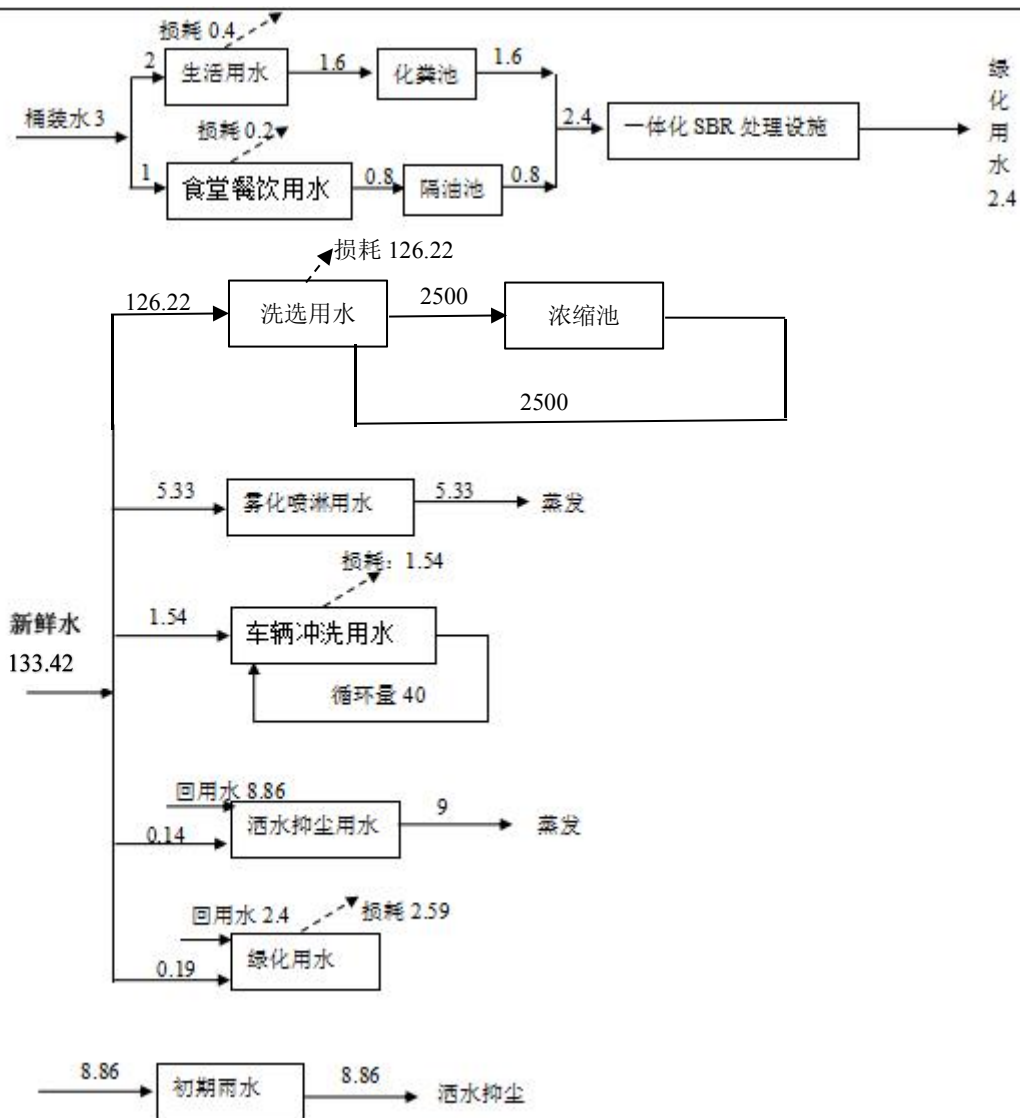 损耗 0.4
2
生活用水
1.6
化粪池
1.6
桶装水 3
损耗 0.2
2.4
一体化 SBR 处理设施
绿化用水 2.4
1
食堂餐饮用水
0.8
隔油池
0.8
损耗 126.22
126.22
洗选用水
2500
浓缩池
2500
5.33
雾化喷淋用水
5.33
蒸发
损耗：1.54
新鲜水
133.42
1.54
车辆冲洗用水
循环量 40
回用水 8.86
0.14
洒水抑尘用水
9
蒸发
回用水 2.4
损耗 2.59
0.19
绿化用水
8.86
初期雨水
8.86
洒水抑尘